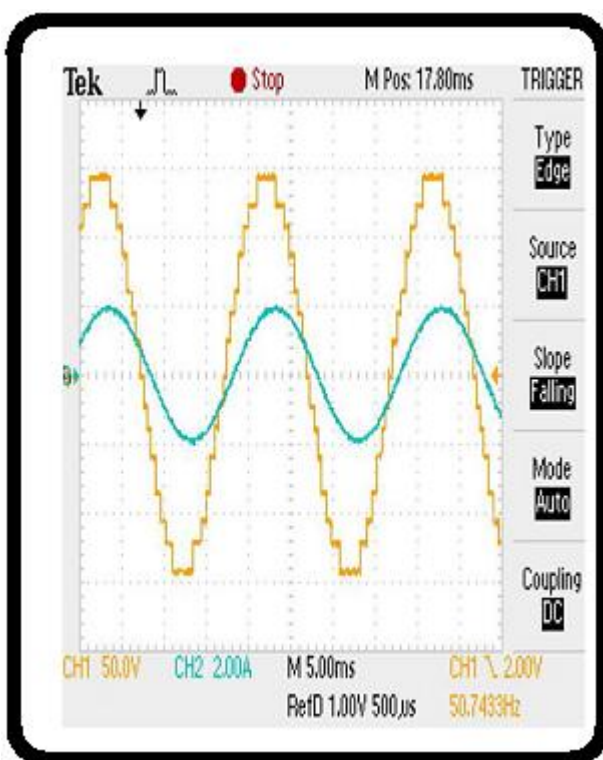 Tek Stop M Pos: 17.80ms TRIGGER
Type
Edge
Source
CH1
Slope
Falling
Mode
Auto
Coupling
DC
CH1 50.0V CH2 2.00A M 5.00ms CH1 2.00V
RefD 1.00V 500µs 50.7433Hz